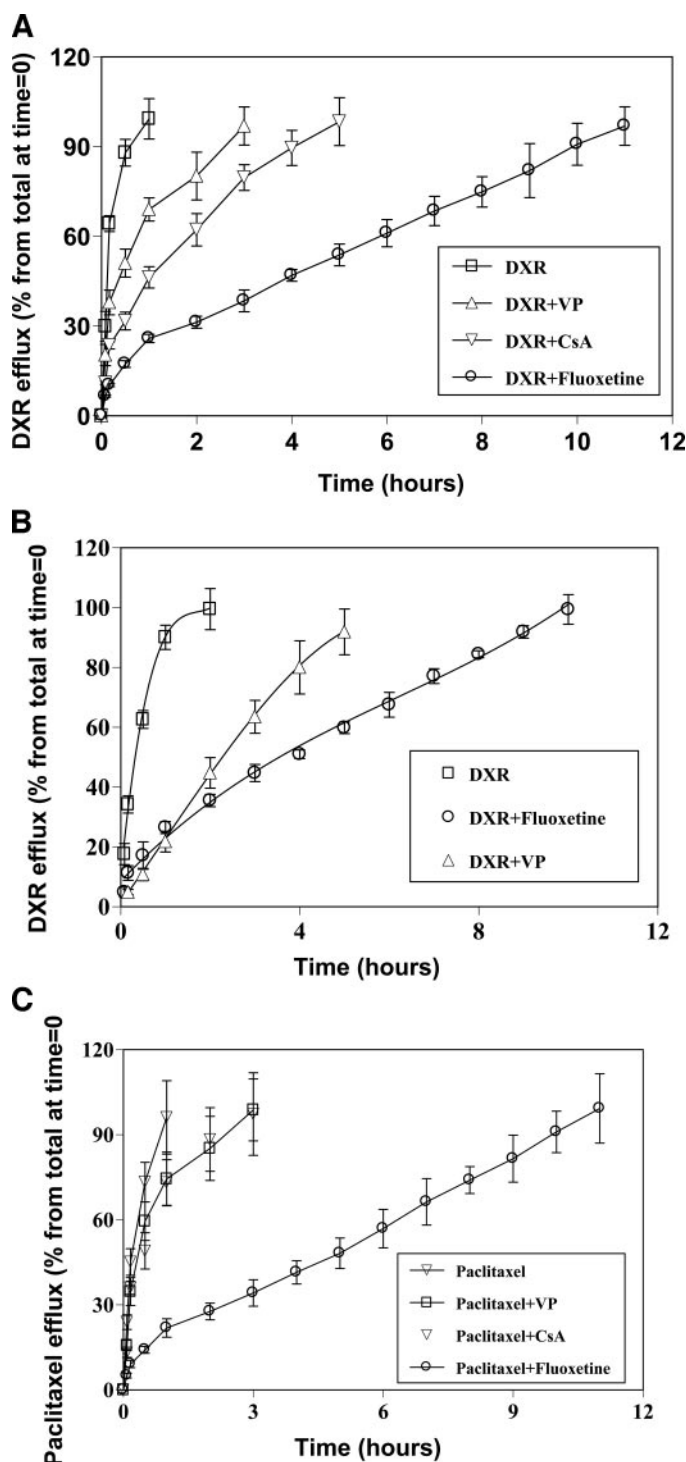 A
DXR efflux (% from total at time=0)
120
90
60
30
0
0 2 4 6 8 10 12
Time (hours)
DXR
DXR+VP
DXR+CsA
DXR+Fluoxetine
B
DXR efflux (% from total at time=0
120
100
80
60
40
20
0
0 4 8 12
Time (hours)
DXR
DXR+Fluoxetine
DXR+VP
C
Paclitaxel efflux (% from total at time=0
120
90
60
30
0
0 3 6 9 12
Time (hours)
Paclitaxel
Paclitaxel+VP
Paclitaxel+CsA
Paclitaxel+Fluoxetine